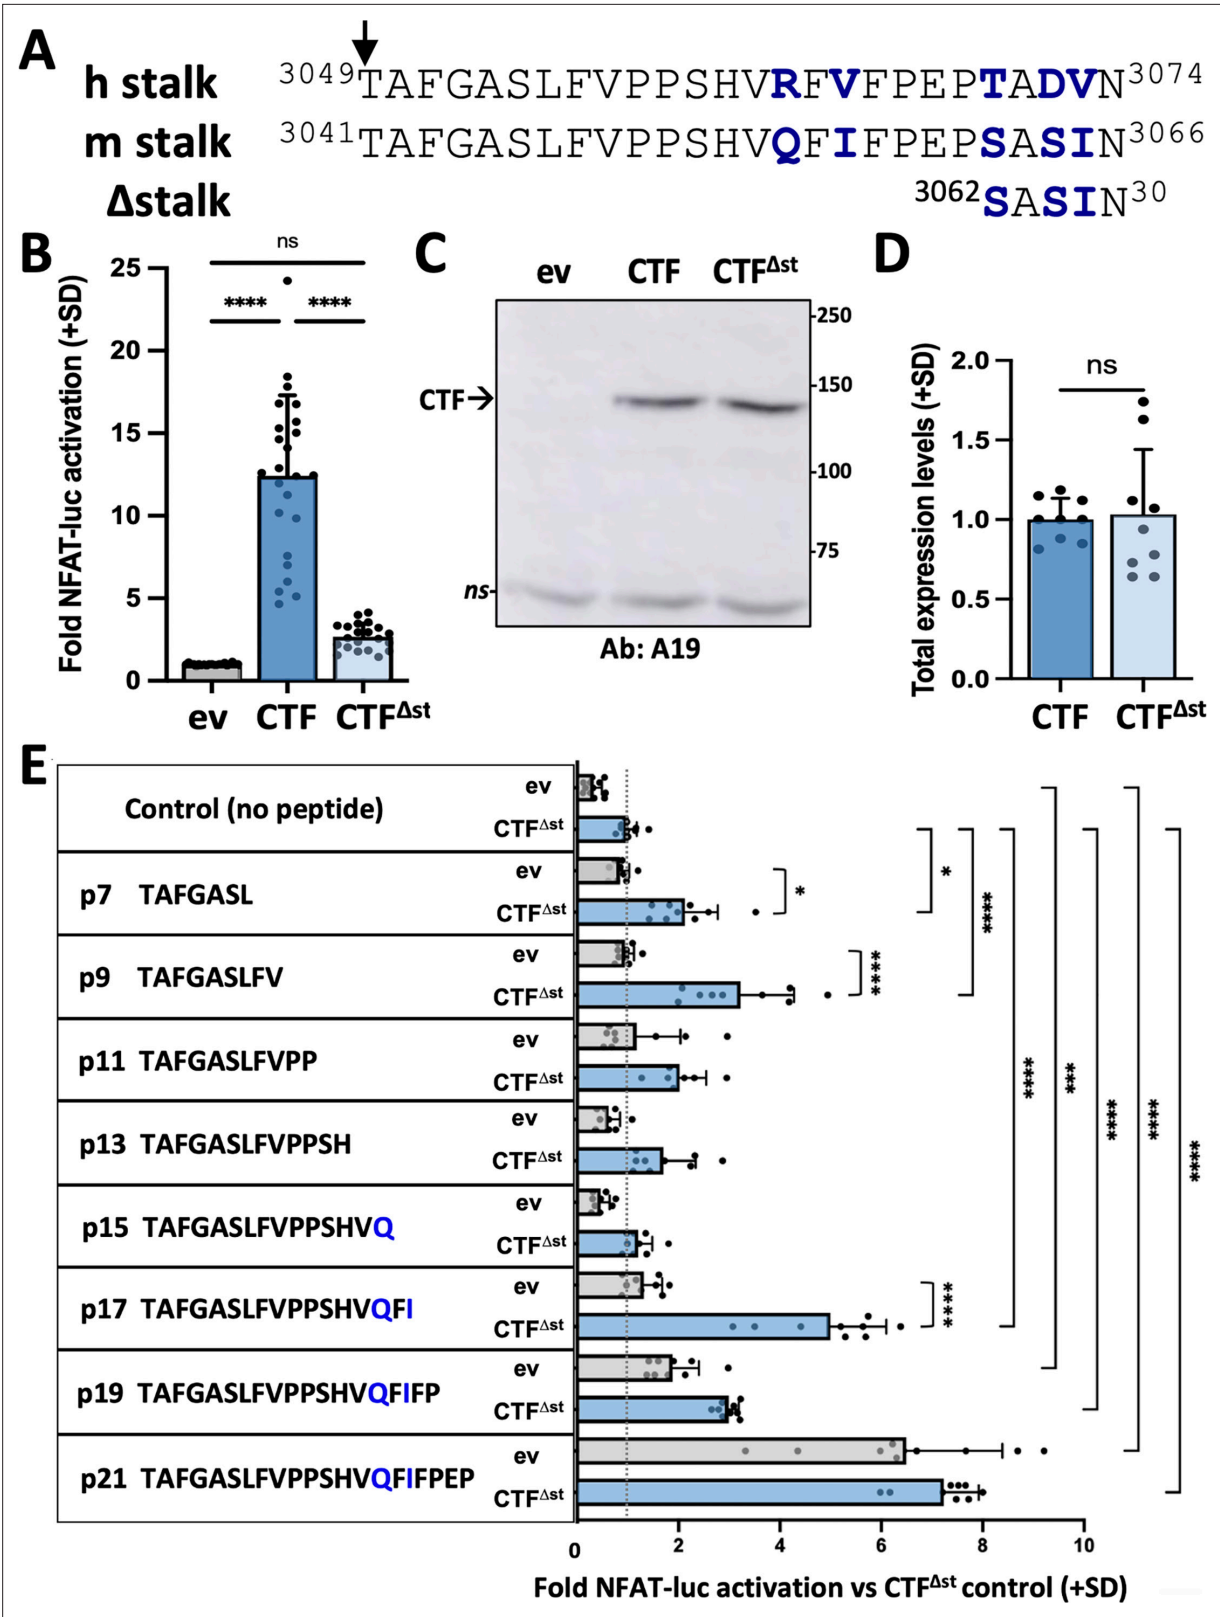 A
h stalk 3049TAFGASLFVPPSHVRFVFPEPTADVN3074
m stalk 3041TAFGASLFVPPSHVQFIFPEPSASIN3066
Δstalk 3062SASIN30
B
Fold NFAT-luc activation (+SD)
ns
**** ****
25
20
15
10
5
0
ev CTF CTFΔst
C
ev CTF CTFΔst
CTF→
ns-
-250
-150
-100
-75
Ab: A19
D
Total expression levels (+SD)
ns
2.0
1.5
1.0
0.5
0.0
CTF CTFΔst
E
Control (no peptide) ev
CTFΔst
p7 TAFGASL ev
CTFΔst
p9 TAFGASLFV ev
CTFΔst
p11 TAFGASLFVPP ev
CTFΔst
p13 TAFGASLFVPPSH ev
CTFΔst
p15 TAFGASLFVPPSHVQ ev
CTFΔst
p17 TAFGASLFVPPSHVQFI ev
CTFΔst
p19 TAFGASLFVPPSHVQFIFP ev
CTFΔst
p21 TAFGASLFVPPSHVQFIFPEP ev
CTFΔst
*
****
****
*
****
****
***
****
****
****
0 2 4 6 8 10
Fold NFAT-luc activation vs CTFΔst control (+SD)